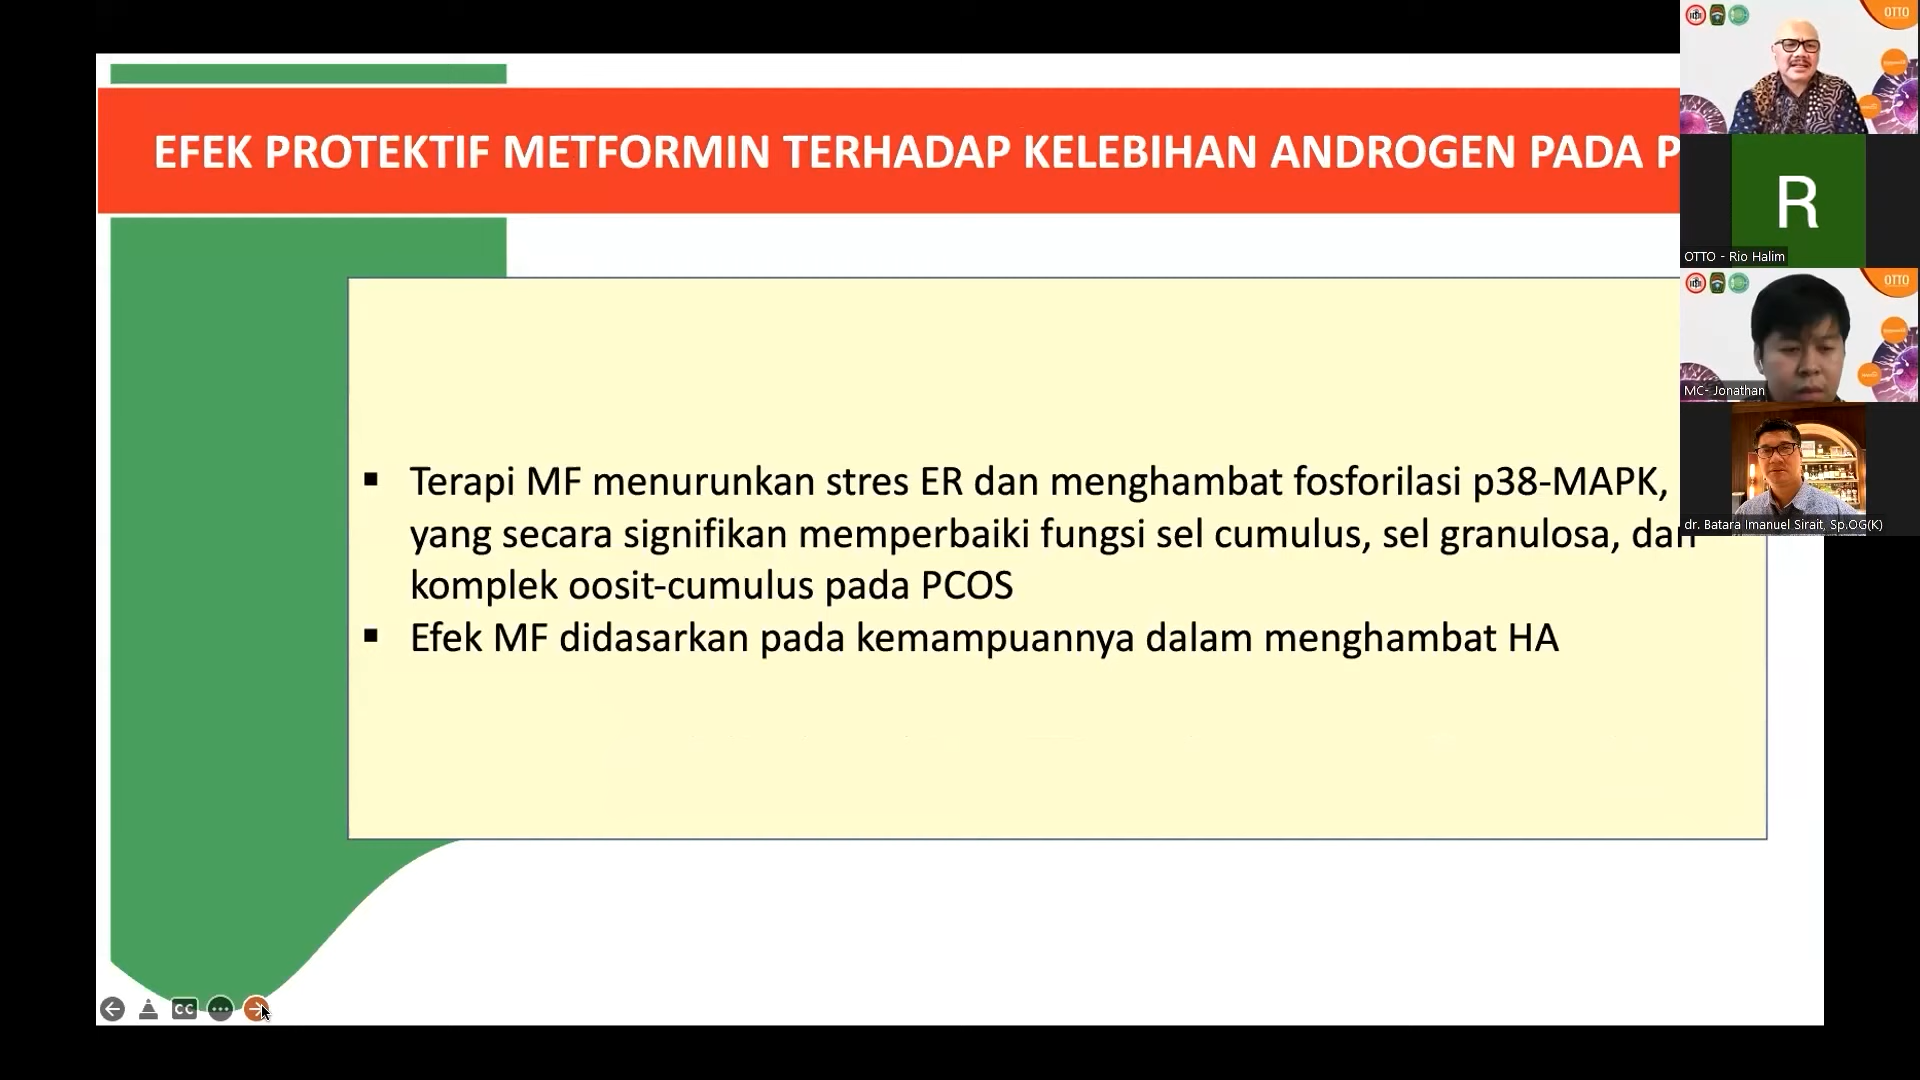 EFEK PROTEKTIF METFORMIN TERHADAP KELEBIHAN ANDROGEN PADA P
▪ Terapi MF menurunkan stres ER dan menghambat fosforilasi p38-MAPK,
yang secara signifikan memperbaiki fungsi sel cumulus, sel granulosa, dan
komplek oosit-cumulus pada PCOS
▪ Efek MF didasarkan pada kemampuannya dalam menghambat HA
CC
OTTO
R
OTTO - Rio Halim
OTTO
MC- Jonathan
dr. Batara Imanuel Sirait, Sp.OG(K)